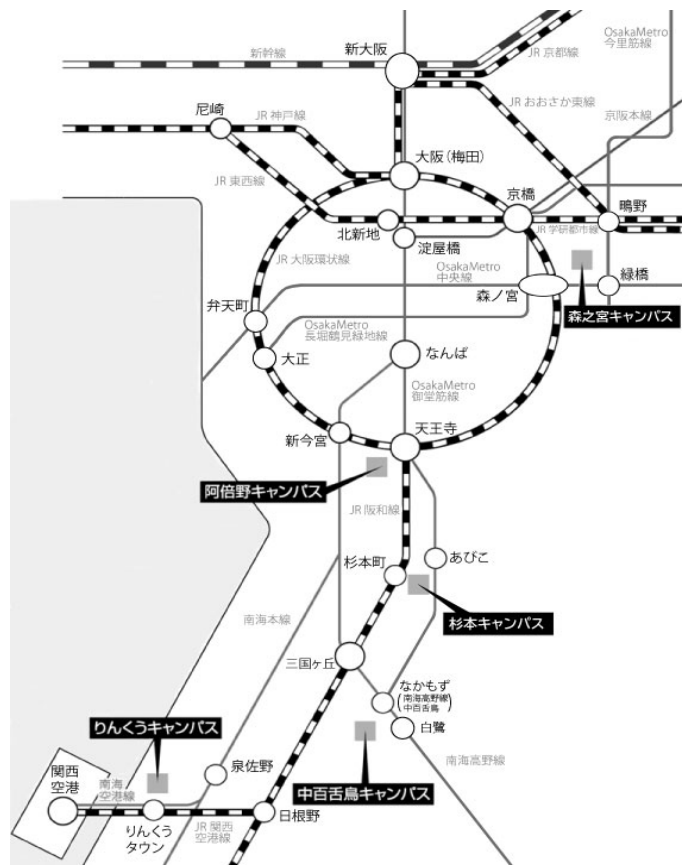 新幹線
新大阪
JR 京都線
OsakaMetro
今里筋線
尼崎
JR 神戸線
JR おおさか東線
京阪本線
大阪（梅田）
JR 東西線
京橋
鴫野
北新地
淀屋橋
JR 学研都市線
JR 大阪環状線
OsakaMetro
中央線
森ノ宮
緑橋
弁天町
森之宮キャンパス
OsakaMetro
長堀鶴見緑地線
大正
なんば
OsakaMetro
御堂筋線
新今宮
天王寺
阿倍野キャンパス
JR 阪和線
杉本町
あびこ
杉本キャンパス
南海本線
三国ヶ丘
なかもず
(南海高野線
中百舌鳥)
白鷺
りんくうキャンパス
南海高野線
関西
空港
南海
空港線
泉佐野
中百舌鳥キャンパス
りんくう
タウン
JR 関西
空港線
日根野